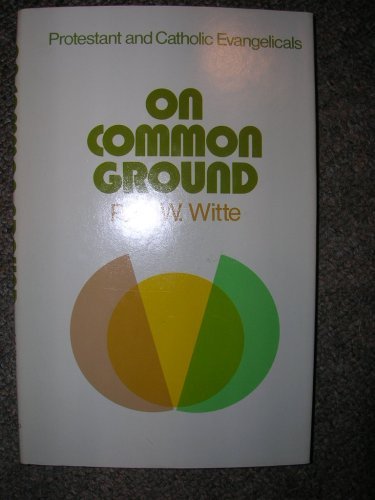 Protestant and Catholic Evangelicals
ON
COMMON
GROUND
W. Witte